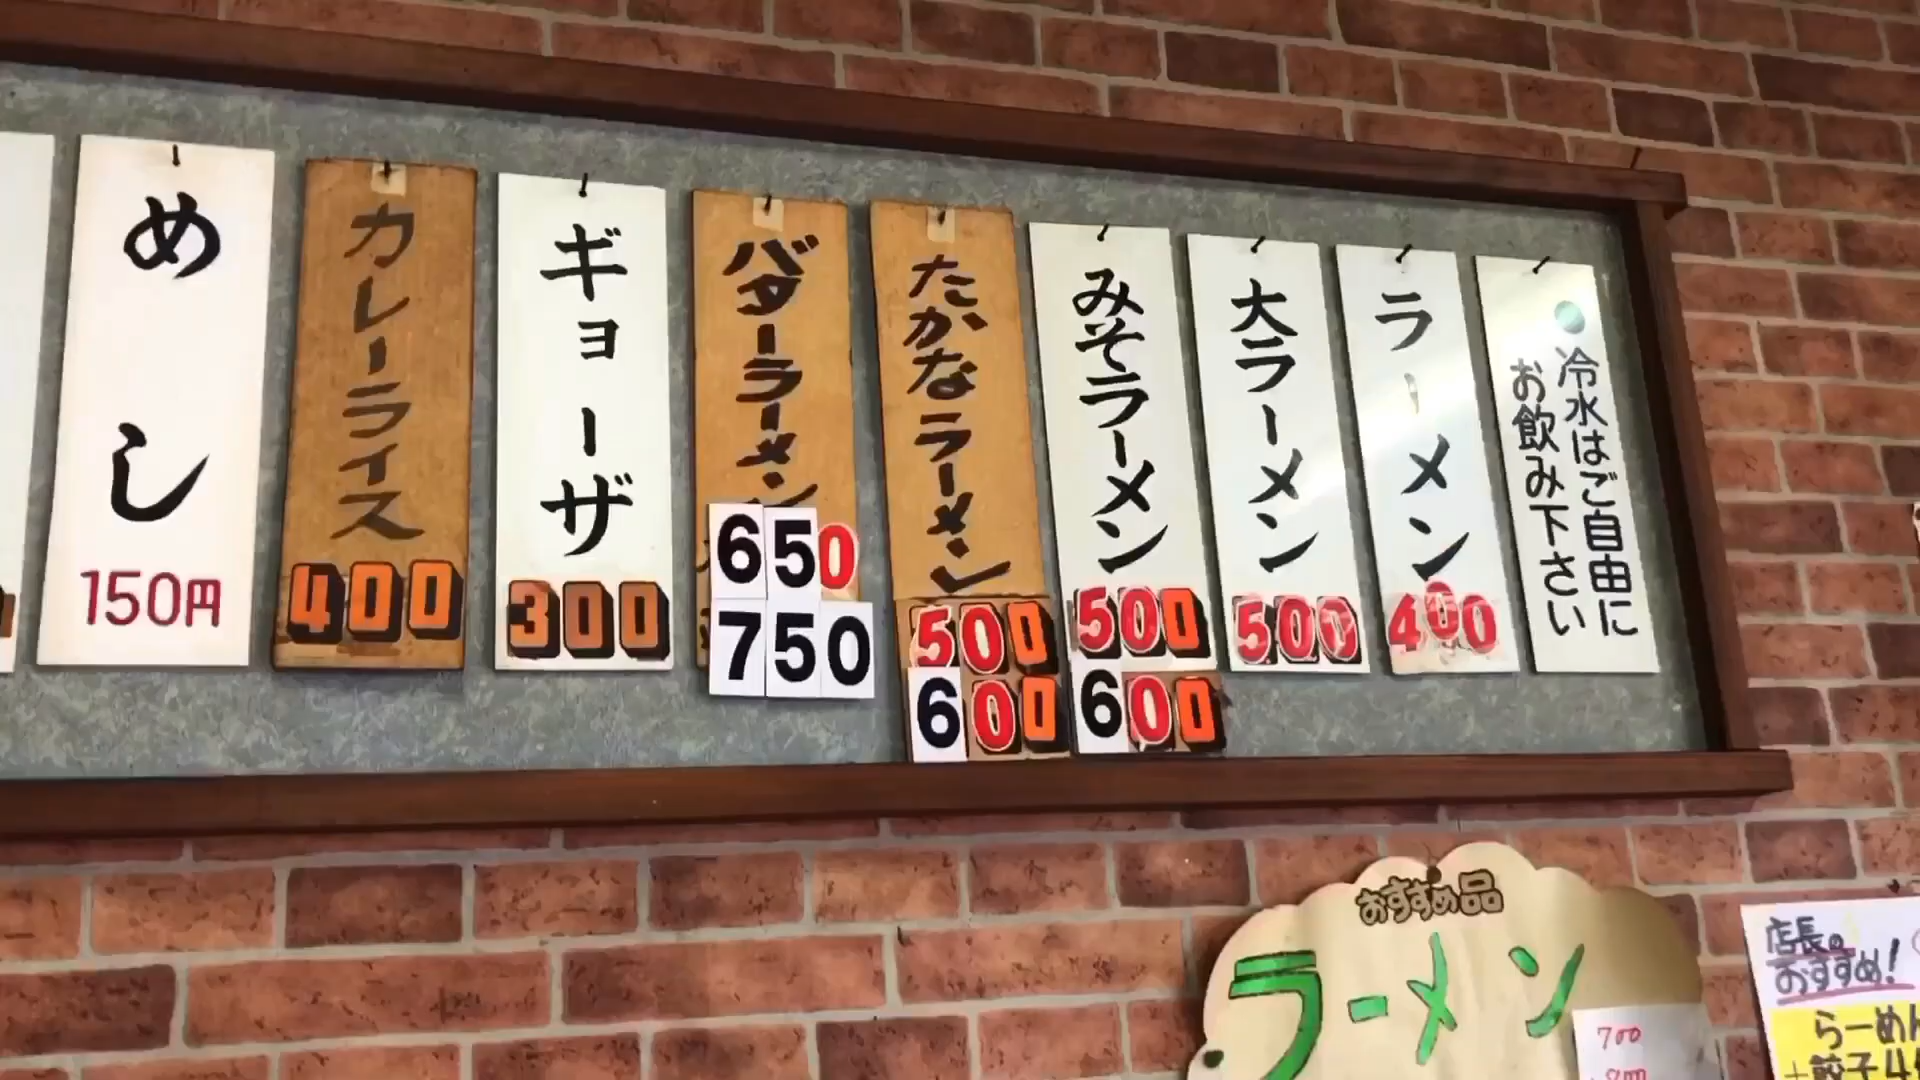 ●冷水はご自由に
お飲み下さい
ラーメン
400
大ラーメン
500
みそラーメン
500
600
たかなラーメン
500
600
バターラーメン
650
750
ギョーザ
300
カレーライス
400
めし
150円
おすすめ品
ラーメン
700
店長の
おすすめ!
らーめん
+餃子4